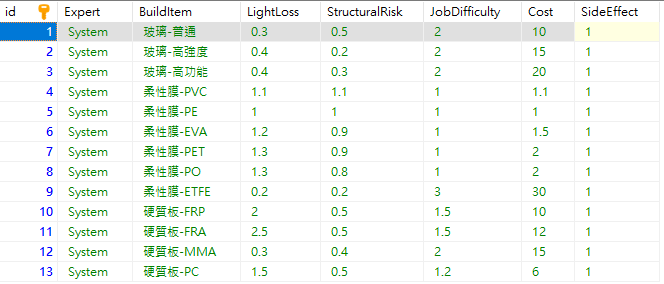 id Expert BuildItem LightLoss StructuralRisk JobDifficulty Cost SideEffect
1 System 玻璃-普通 0.3 0.5 2 10 1
2 System 玻璃-高強度 0.4 0.2 2 15 1
3 System 玻璃-高功能 0.4 0.3 2 20 1
4 System 柔性膜-PVC 1.1 1.1 1 1.1 1
5 System 柔性膜-PE 1 1 1 1 1
6 System 柔性膜-EVA 1.2 0.9 1 1.5 1
7 System 柔性膜-PET 1.3 0.9 1 2 1
8 System 柔性膜-PO 1.3 0.8 1 2 1
9 System 柔性膜-ETFE 0.2 0.2 3 30 1
10 System 硬質板-FRP 2 0.5 1.5 10 1
11 System 硬質板-FRA 2.5 0.5 1.5 12 1
12 System 硬質板-MMA 0.3 0.4 2 15 1
13 System 硬質板-PC 1.5 0.5 1.2 6 1